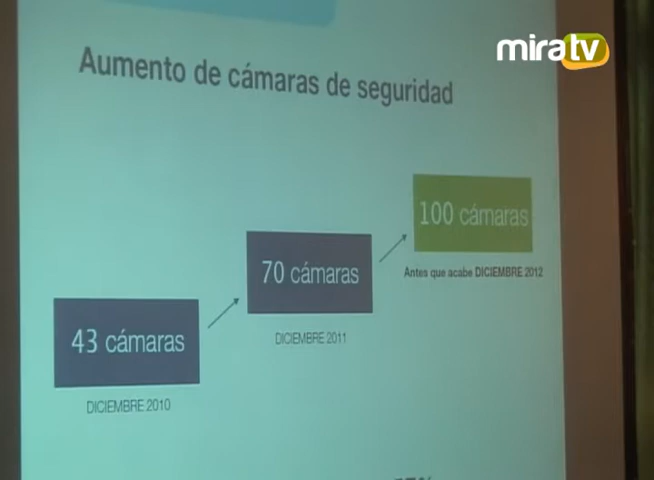 miratv
Aumento de cámaras de seguridad
100 cámaras
Antes que acabe DICIEMBRE 2012
70 cámaras
DICIEMBRE 2011
43 cámaras
DICIEMBRE 2010